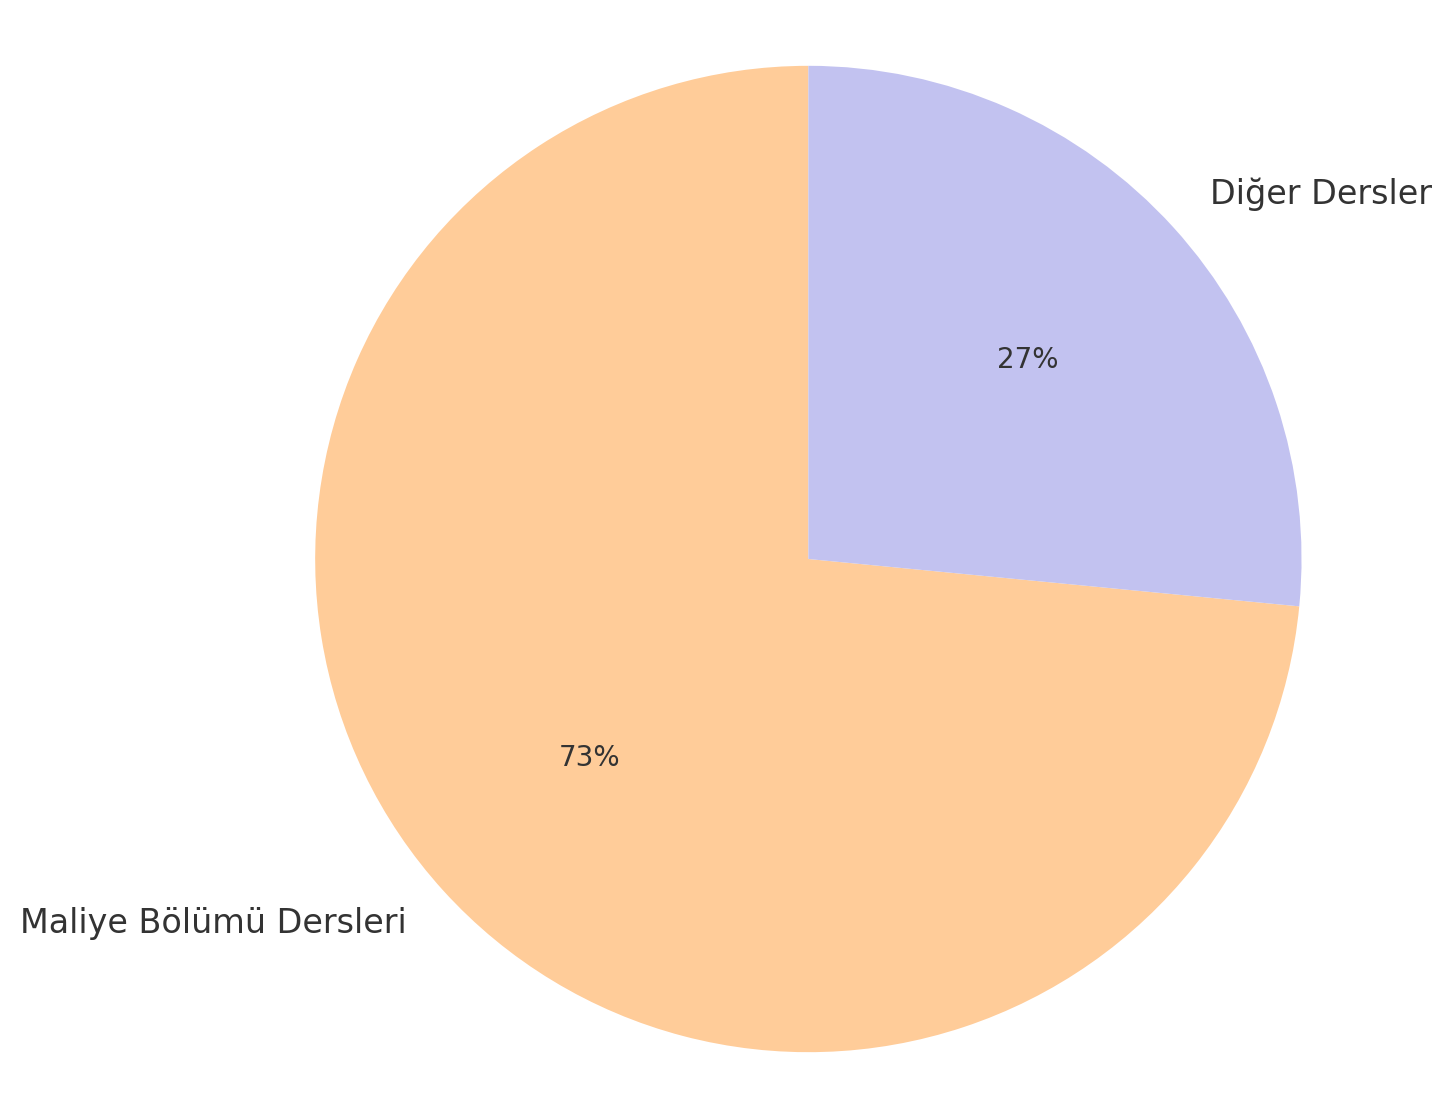 Diğer Dersler
27%
73%
Maliye Bölümü Dersleri